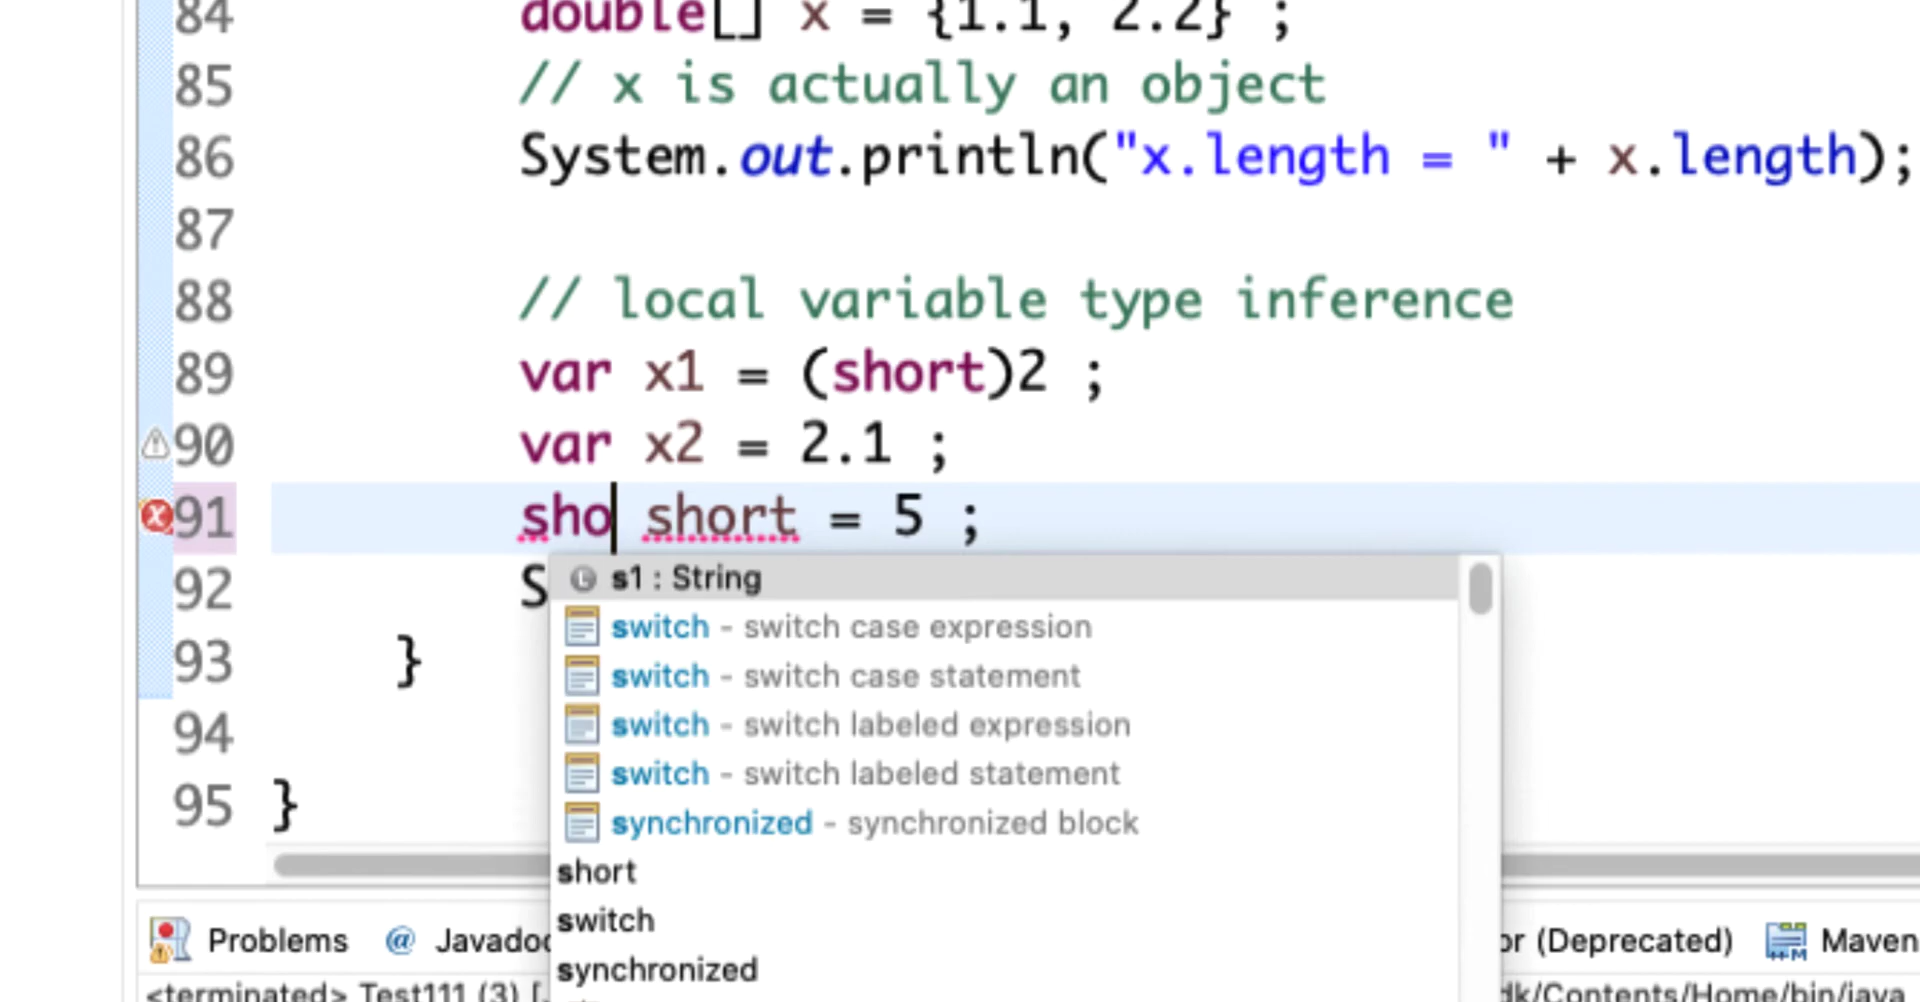 84 double[] x = {1.1, 2.2} ;
85 // x is actually an object
86 System.out.println("x.length = " + x.length);
87
88 // local variable type inference
89 var x1 = (short)2 ;
90 var x2 = 2.1 ;
91 sho short = 5 ;
92 S
93 }
94
95 }
s1 : String
switch - switch case expression
switch - switch case statement
switch - switch labeled expression
switch - switch labeled statement
synchronized - synchronized block
short
switch
synchronized
Problems @ Javadoc or (Deprecated) Maven
<terminated> Test111 (3) [ dk/Contents/Home/bin/java